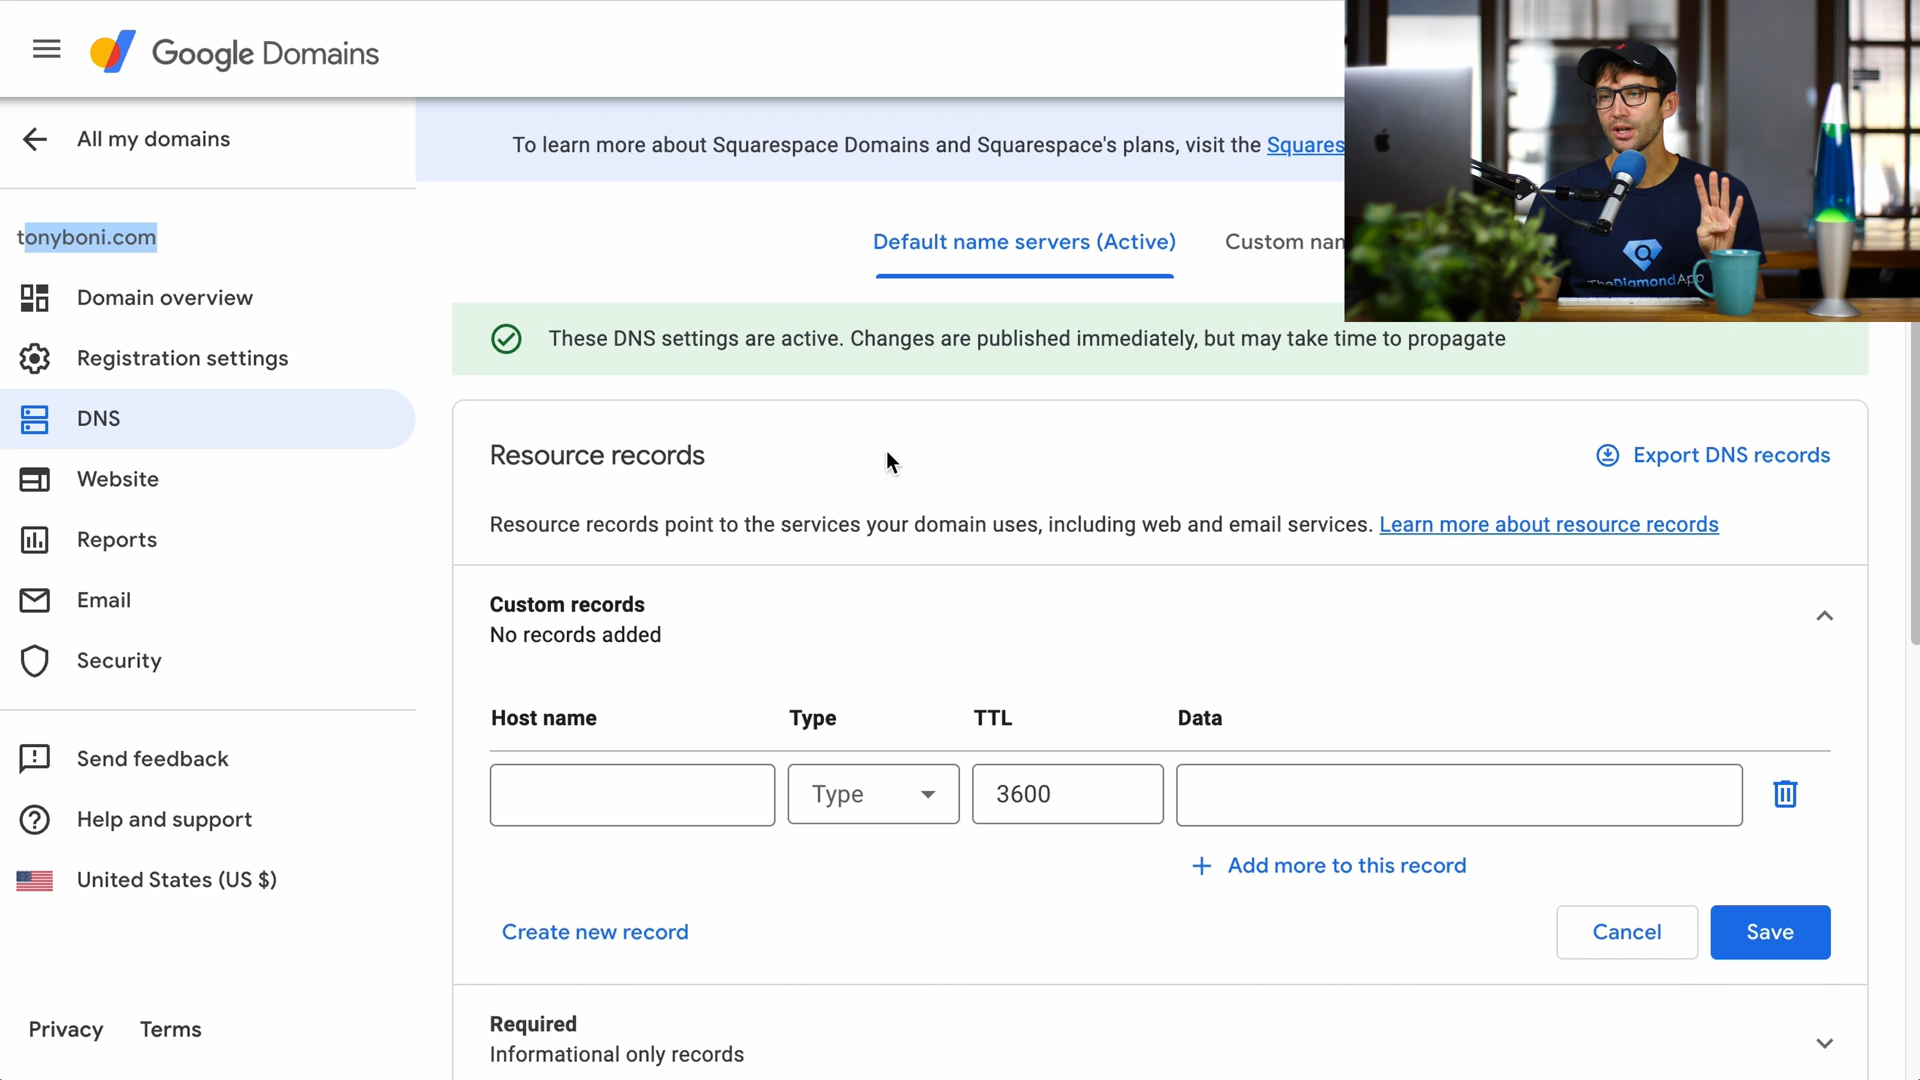 Google Domains
All my domains
To learn more about Squarespace Domains and Squarespace's plans, visit the Squares
tonyboni.com
Default name servers (Active)
Custom nam
Domain overview
Registration settings
DNS
Website
Reports
Email
Security
Send feedback
Help and support
United States (US $)
Privacy
Terms
These DNS settings are active. Changes are published immediately, but may take time to propagate
Resource records
Export DNS records
Resource records point to the services your domain uses, including web and email services. Learn more about resource records
Custom records
No records added
Host name
Type
TTL
Data
Type
3600
+ Add more to this record
Create new record
Cancel
Save
Required
Informational only records
TheDiamondApp